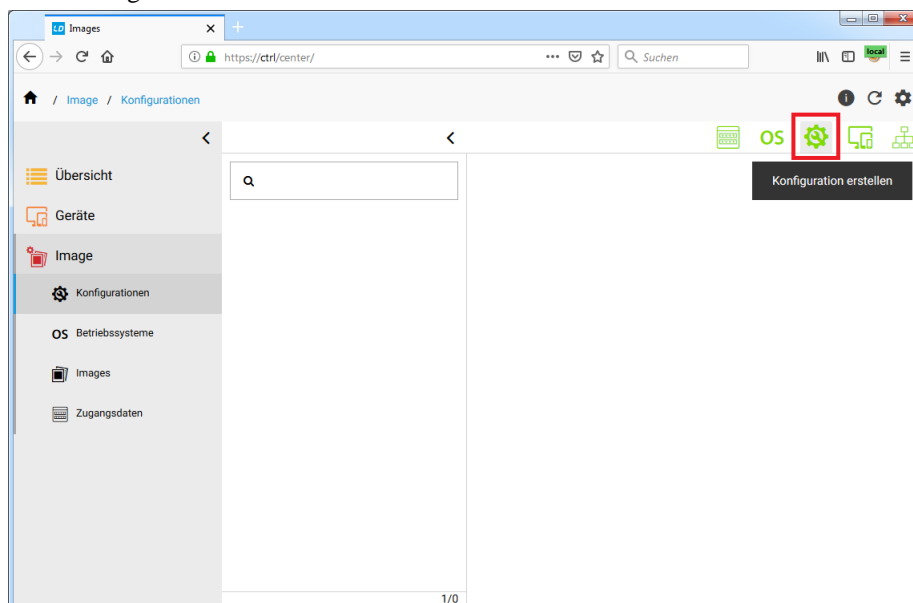 LD Images
https://ctrl/center/
Suchen
local
/ Image / Konfigurationen
OS
Konfiguration erstellen
Übersicht
Geräte
Image
Konfigurationen
OS Betriebssysteme
Images
Zugangsdaten
1/0